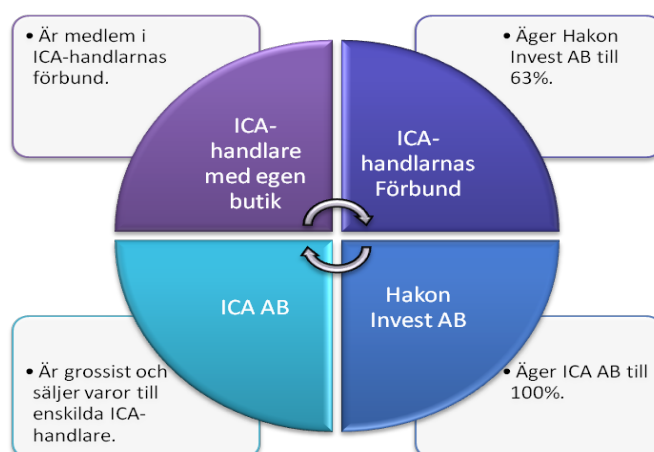 • Är medlem i
ICA-handlarnas
förbund.
• Äger Hakon
Invest AB till
63%.
ICA-
handlare
med egen
butik
ICA-
handlarnas
Förbund
ICA AB
Hakon
Invest AB
• Är grossist och
säljer varor till
enskilda ICA-
handlare.
• Äger ICA AB till
100%.